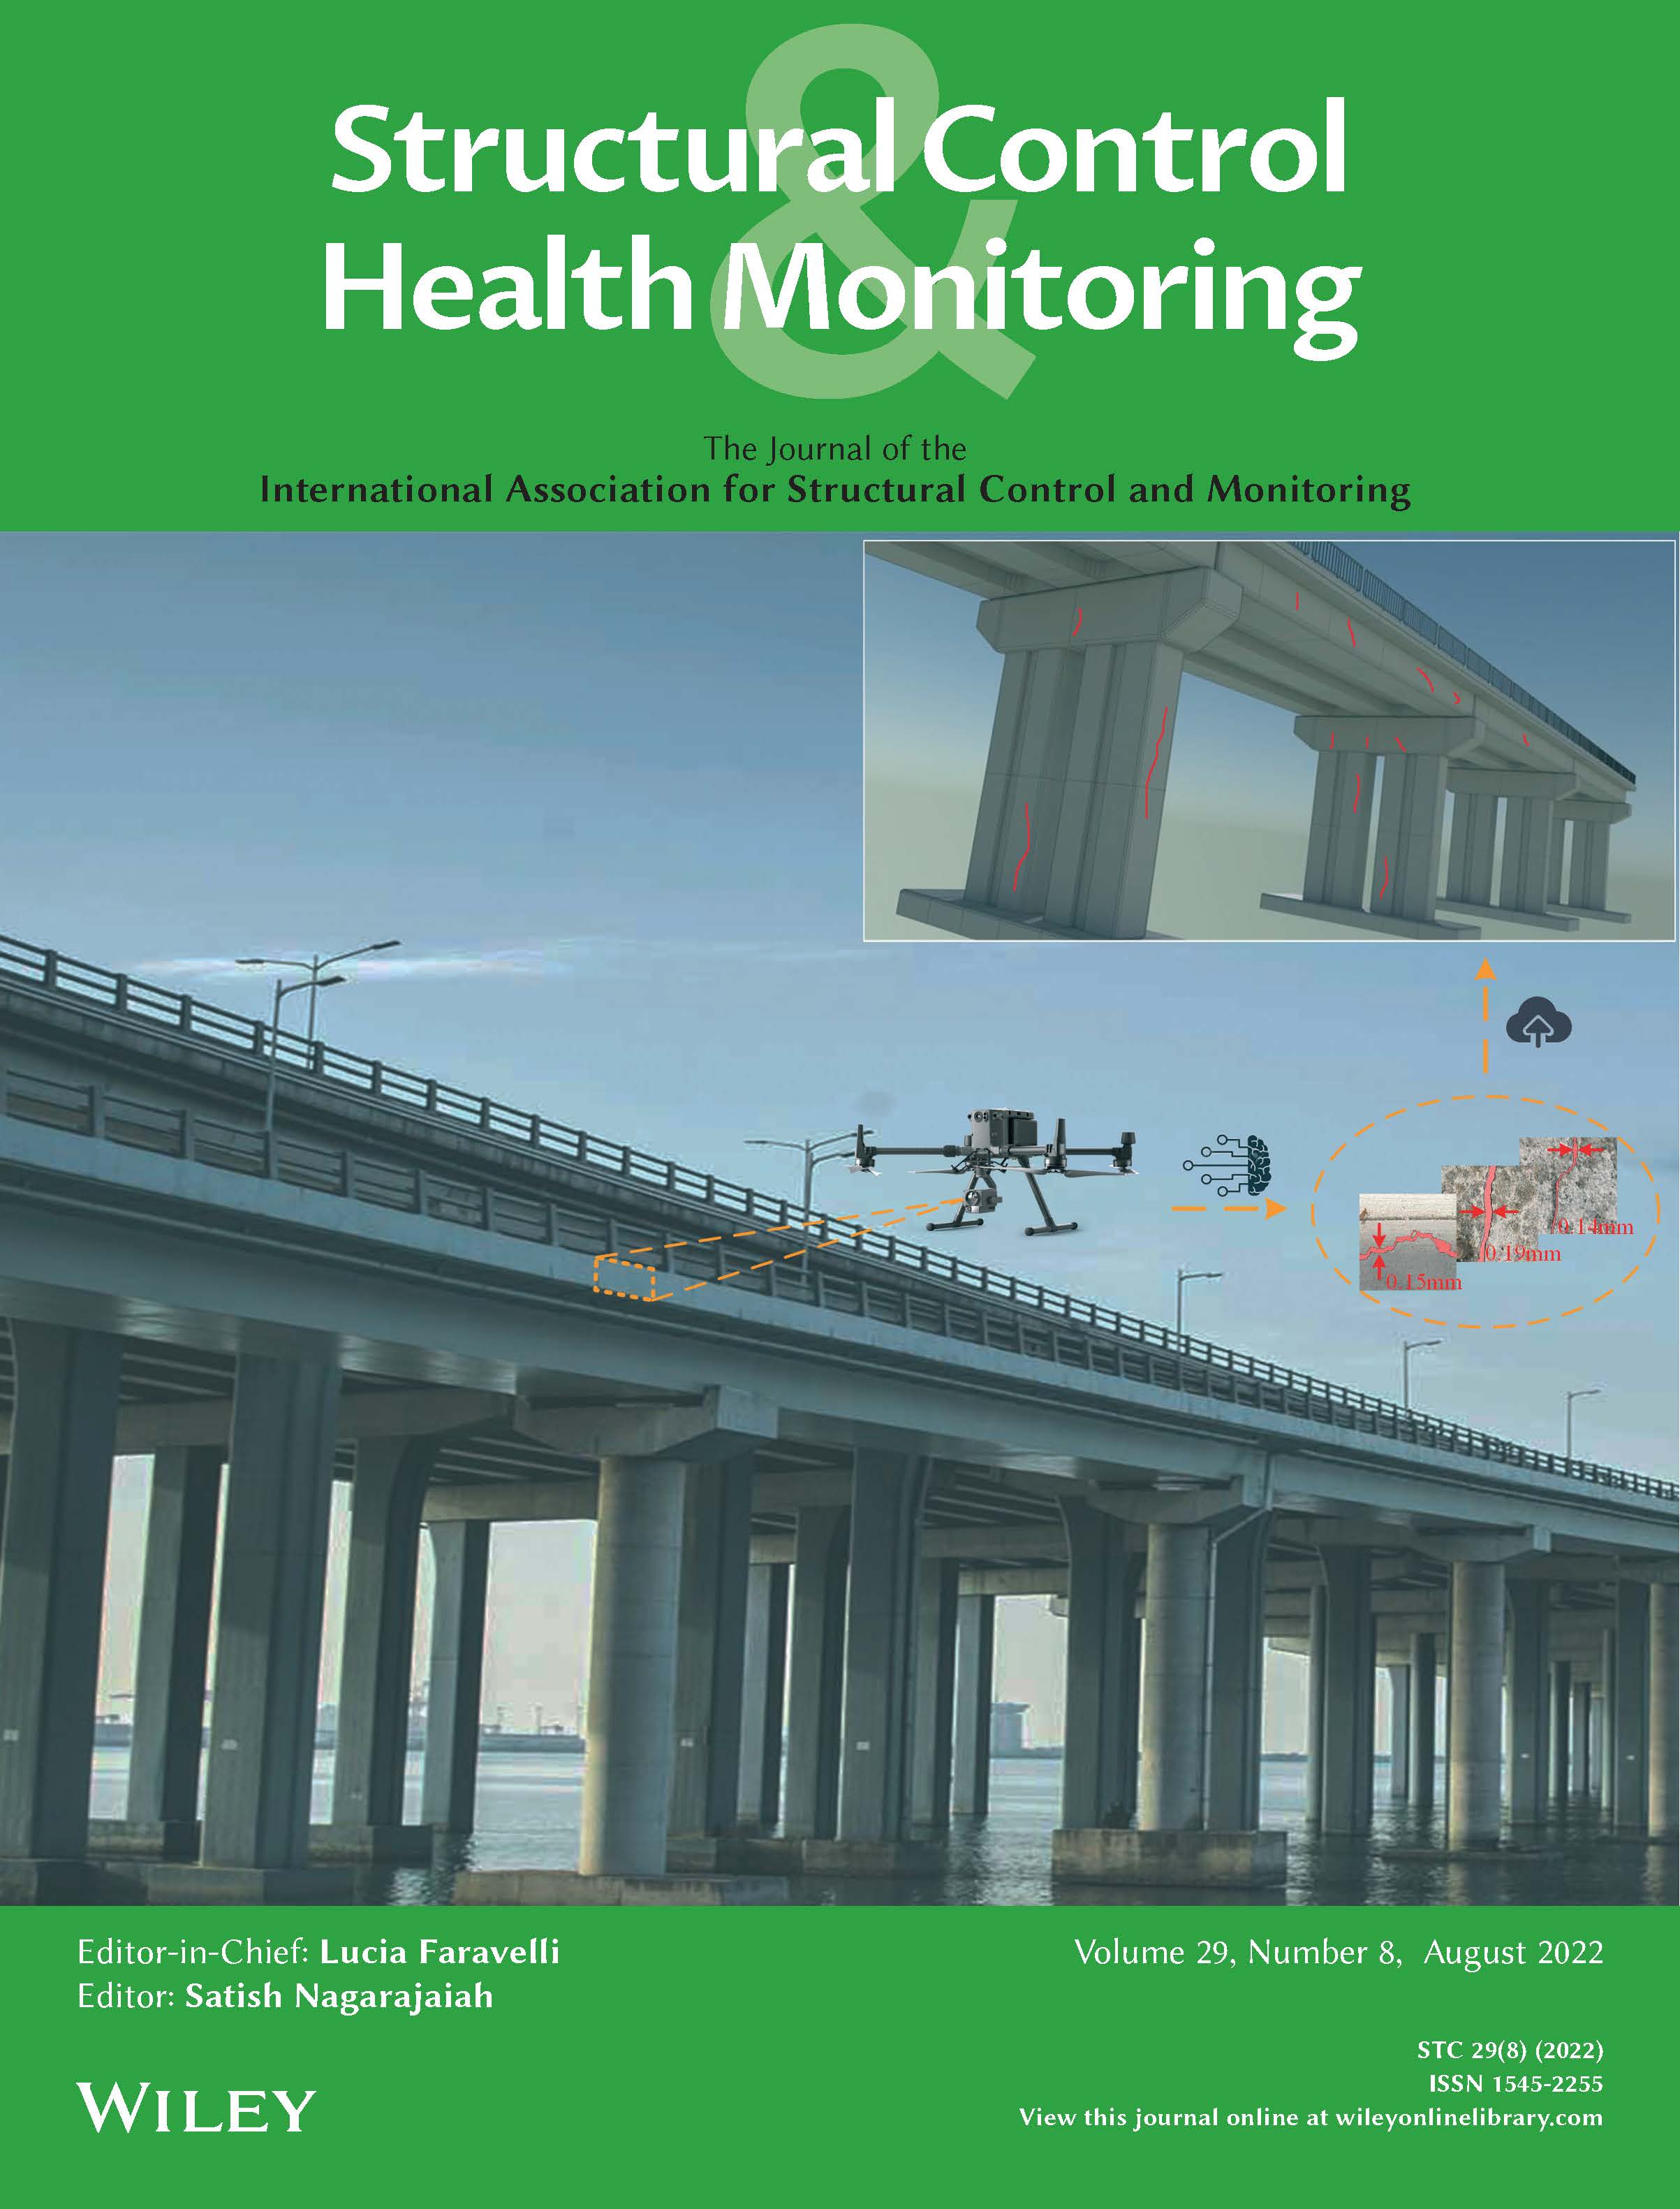 &
Structural Control
Health Monitoring
The Journal of the
International Association for Structural Control and Monitoring
0.14mm
0.19mm
0.15mm
Editor-in-Chief: Lucia Faravelli
Editor: Satish Nagarajaiah
Volume 29, Number 8, August 2022
STC 29(8) (2022)
ISSN 1545-2255
View this journal online at wileyonlinelibrary.com
WILEY